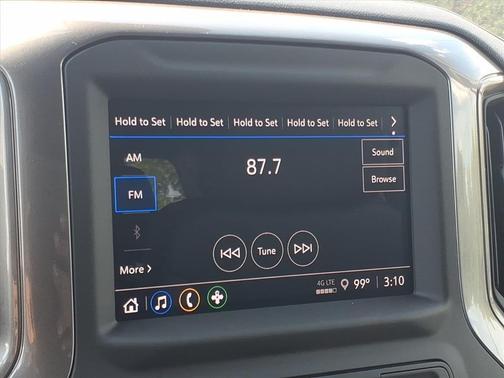 Hold to Set Hold to Set Hold to Set Hold to Set Hold to Set
AM 87.7 Sound
FM Browse
More Tune
4G LTE 99° 3:10